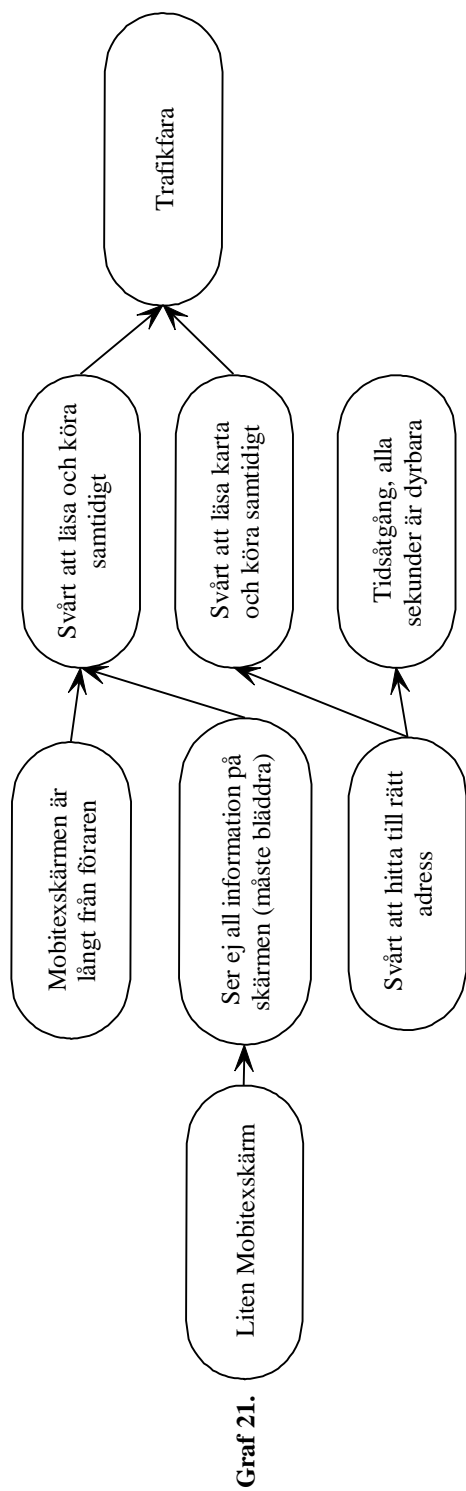 Graf 21.
Liten Mobitexskärm
Mobitexskärmen är
långt från föraren
Ser ej all information på
skärmen (måste bläddra)
Svårt att hitta till rätt
adress
Svårt att läsa och köra
samtidigt
Svårt att läsa karta
och köra samtidigt
Tidsåtgång, alla
sekunder är dyrbara
Trafikfara